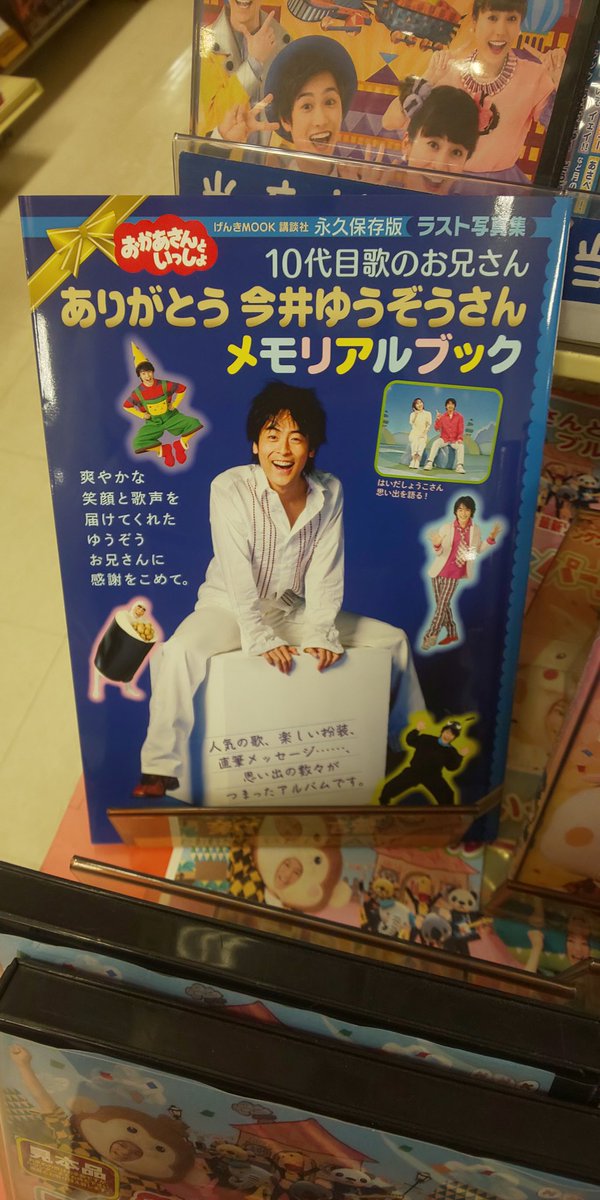 おかあさんと
いっしょ
げんきMOOK 講談社 永久保存版 ラスト写真集
10代目歌のお兄さん
ありがとう 今井ゆうぞうさん
メモリアルブック
はいだしょうこさん
思い出を語る!
爽やかな
笑顔と歌声を
届けてくれた
ゆうぞう
お兄さんに
感謝をこめて。
人気の歌、楽しい扮装、
直筆メッセージ……、
思い出の数々が
つまったアルバムです。
見本品